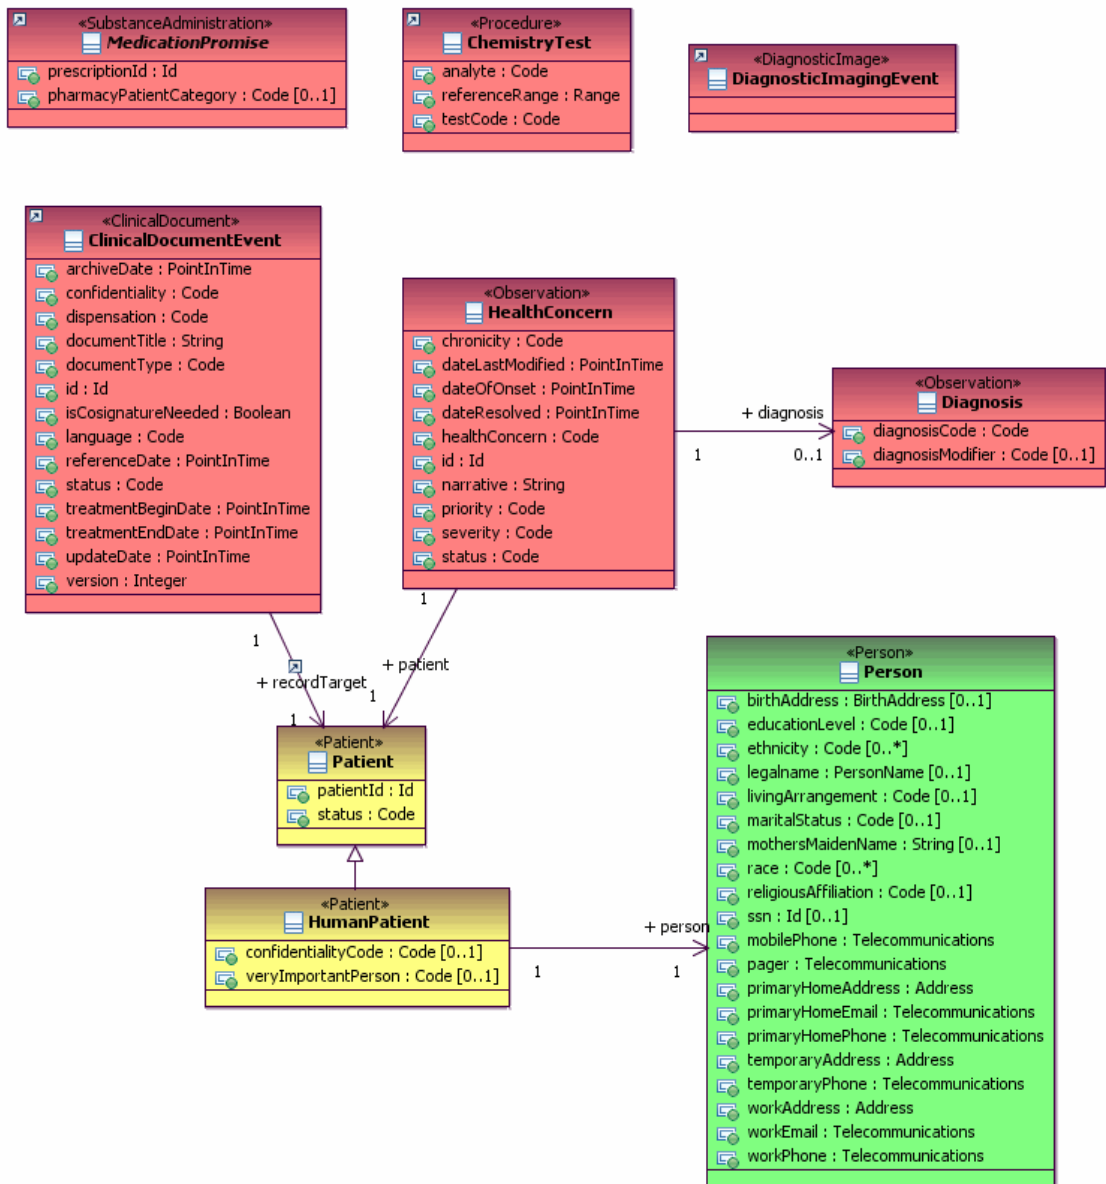 «SubstanceAdministration»
MedicationPromise
prescriptionId : Id
pharmacyPatientCategory : Code [0..1]
«Procedure»
ChemistryTest
analyte : Code
referenceRange : Range
testCode : Code
«DiagnosticImage»
DiagnosticImagingEvent
«ClinicalDocument»
ClinicalDocumentEvent
archiveDate : PointInTime
confidentiality : Code
dispensation : Code
documentTitle : String
documentType : Code
id : Id
isCosignatureNeeded : Boolean
language : Code
referenceDate : PointInTime
status : Code
treatmentBeginDate : PointInTime
treatmentEndDate : PointInTime
updateDate : PointInTime
version : Integer
«Observation»
HealthConcern
chronicity : Code
dateLastModified : PointInTime
dateOfOnset : PointInTime
dateResolved : PointInTime
healthConcern : Code
id : Id
narrative : String
priority : Code
severity : Code
status : Code
+ diagnosis
1
0..1
«Observation»
Diagnosis
diagnosisCode : Code
diagnosisModifier : Code [0..1]
1
+ recordTarget
1
1
+ patient
1
«Patient»
Patient
patientId : Id
status : Code
«Patient»
HumanPatient
confidentialityCode : Code [0..1]
veryImportantPerson : Code [0..1]
+ person
1
1
«Person»
Person
birthAddress : BirthAddress [0..1]
educationLevel : Code [0..1]
ethnicity : Code [0..*]
legalname : PersonName [0..1]
livingArrangement : Code [0..1]
maritalStatus : Code [0..1]
mothersMaidenName : String [0..1]
race : Code [0..*]
religiousAffiliation : Code [0..1]
ssn : Id [0..1]
mobilePhone : Telecommunications
pager : Telecommunications
primaryHomeAddress : Address
primaryHomeEmail : Telecommunications
primaryHomePhone : Telecommunications
temporaryAddress : Address
temporaryPhone : Telecommunications
workAddress : Address
workEmail : Telecommunications
workPhone : Telecommunications